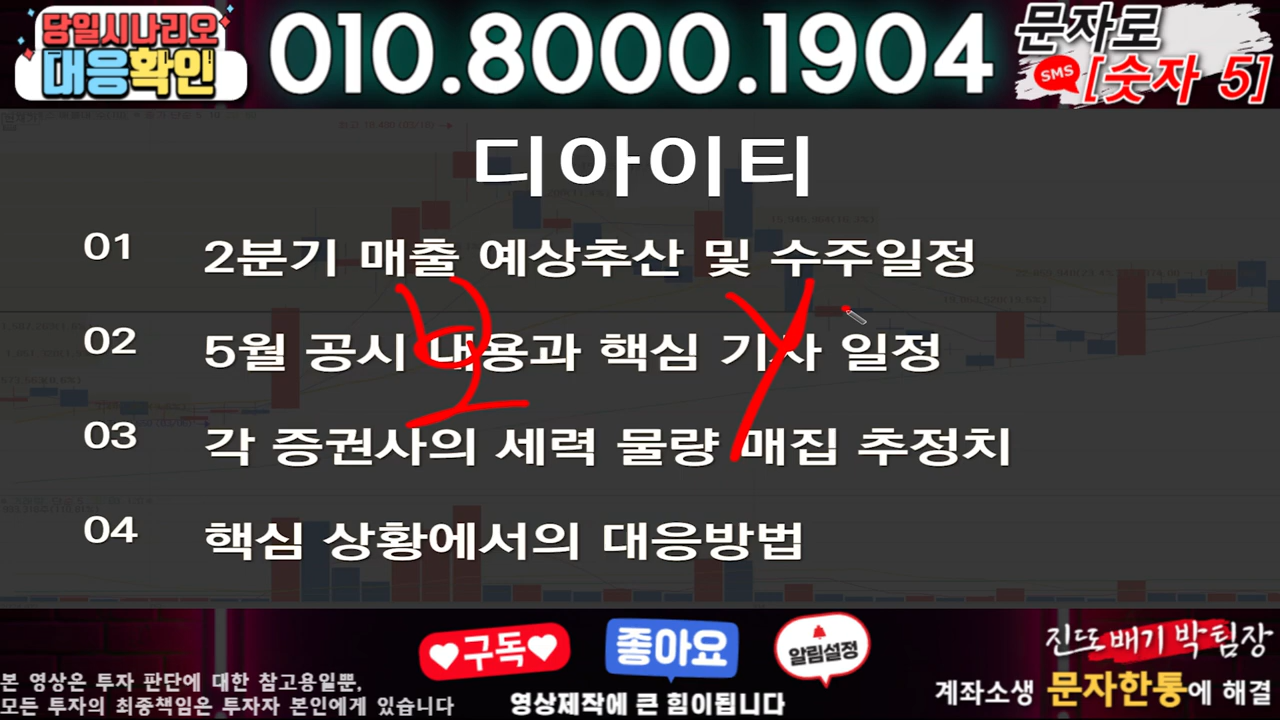 당일시나리오
대응확인
010.8000.1904
문자로
SMS
[숫자 5]
디아이티
01 2분기 매출 예상추산 및 수주일정
02 5월 공시 내용과 핵심 기사 일정
03 각 증권사의 세력 물량 매집 추정치
04 핵심 상황에서의 대응방법
구독
좋아요
알림설정
진또배기 박팀장
본 영상은 투자 판단에 대한 참고용일뿐,
모든 투자의 최종책임은 투자자 본인에게 있습니다
영상제작에 큰 힘이됩니다
계좌소생 문자한통에 해결